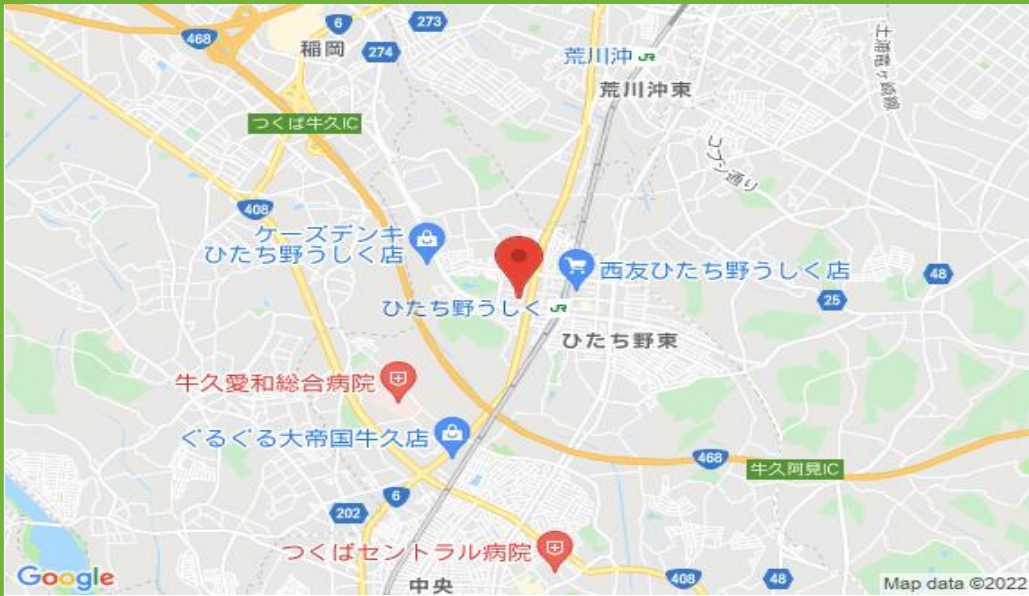 6
273
468
稲岡
274
荒川沖 JR
荒川沖東
土浦竜ヶ崎線
つくば牛久IC
コブシ通り
408
ケーズデンキ
ひたち野うしく店
西友ひたち野うしく店
48
25
ひたち野うしく JR
ひたち野東
牛久愛和総合病院
ぐるぐる大帝国牛久店
468
牛久阿見IC
6
202
つくばセントラル病院
408
48
中央
Google
Map data ©2022